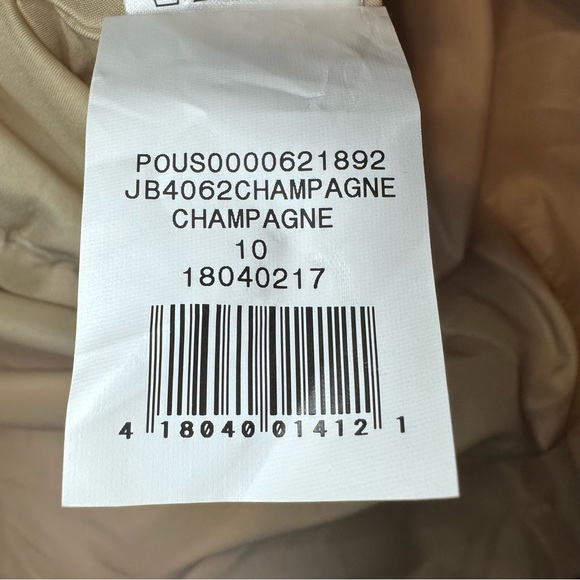 POUS0000621892
JB4062CHAMPAGNE
CHAMPAGNE
10
18040217
4 18040 01412 1